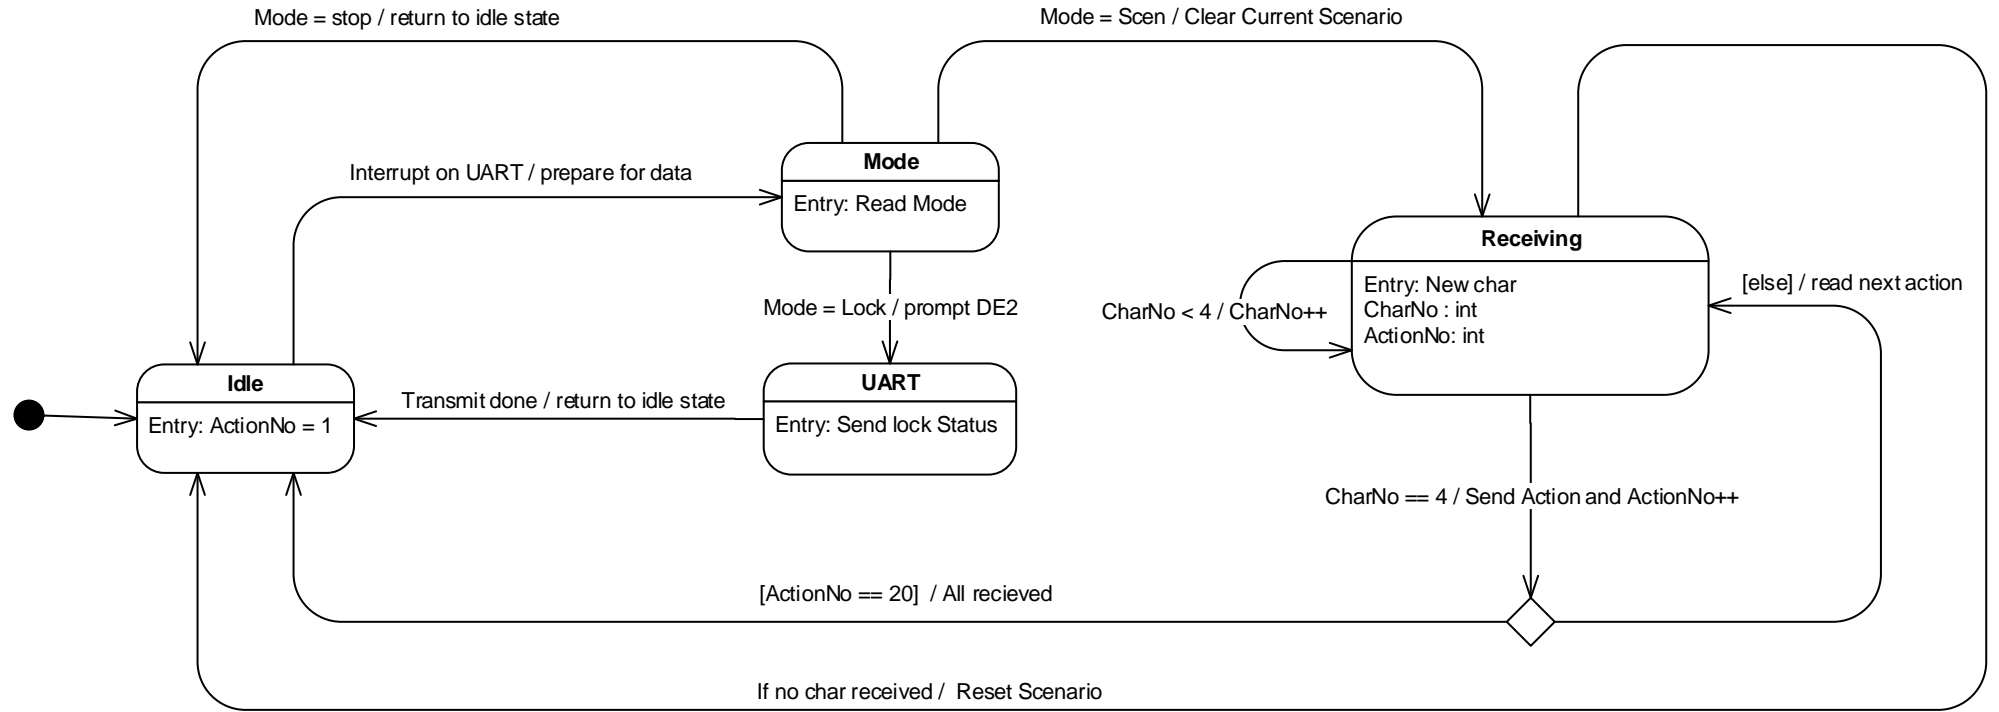 Mode = stop / return to idle state
Mode = Scen / Clear Current Scenario
Interrupt on UART / prepare for data
Mode
Entry: Read Mode
Receiving
Entry: New char
CharNo : int
ActionNo: int
[else] / read next action
Mode = Lock / prompt DE2
CharNo < 4 / CharNo++
Idle
Entry: ActionNo = 1
Transmit done / return to idle state
UART
Entry: Send lock Status
CharNo == 4 / Send Action and ActionNo++
[ActionNo == 20]  / All recieved
If no char received /  Reset Scenario